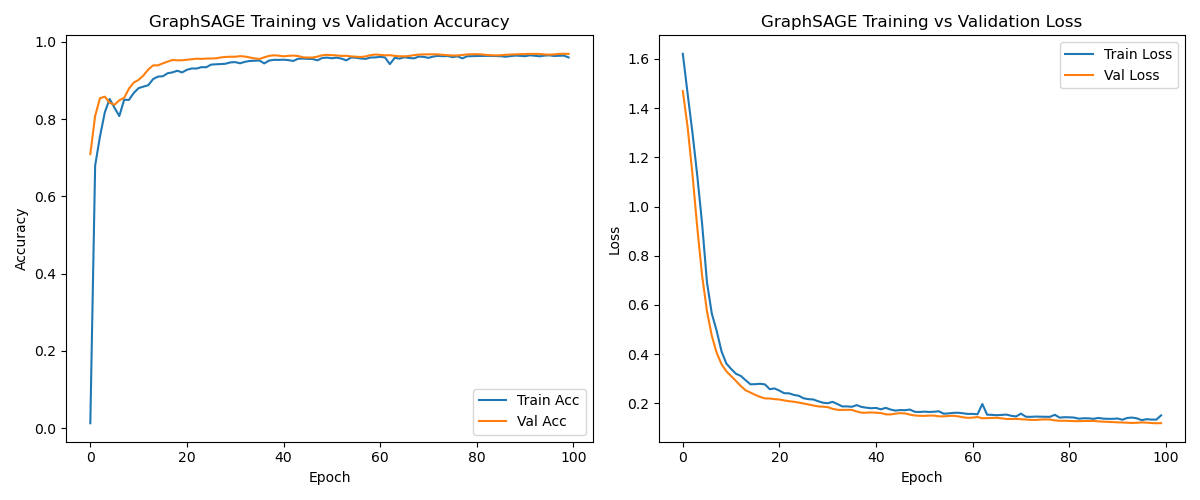 GraphSAGE Training vs Validation Accuracy
1.0
0.8
0.6
0.4
0.2
0.0
Accuracy
0 20 40 60 80 100
Epoch
Train Acc
Val Acc
GraphSAGE Training vs Validation Loss
1.6
1.4
1.2
1.0
0.8
0.6
0.4
0.2
Loss
0 20 40 60 80 100
Epoch
Train Loss
Val Loss